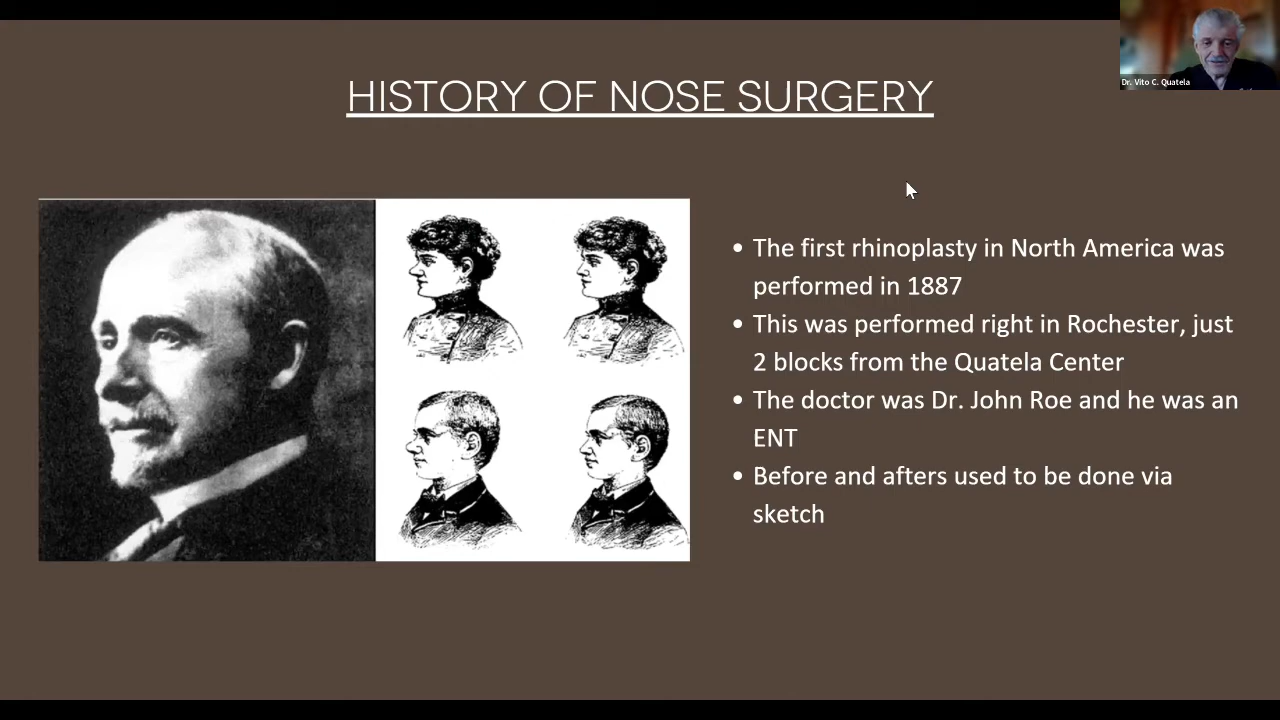 Dr. Vito C. Quatela
HISTORY OF NOSE SURGERY
• The first rhinoplasty in North America was
performed in 1887
• This was performed right in Rochester, just
2 blocks from the Quatela Center
• The doctor was Dr. John Roe and he was an
ENT
• Before and afters used to be done via
sketch